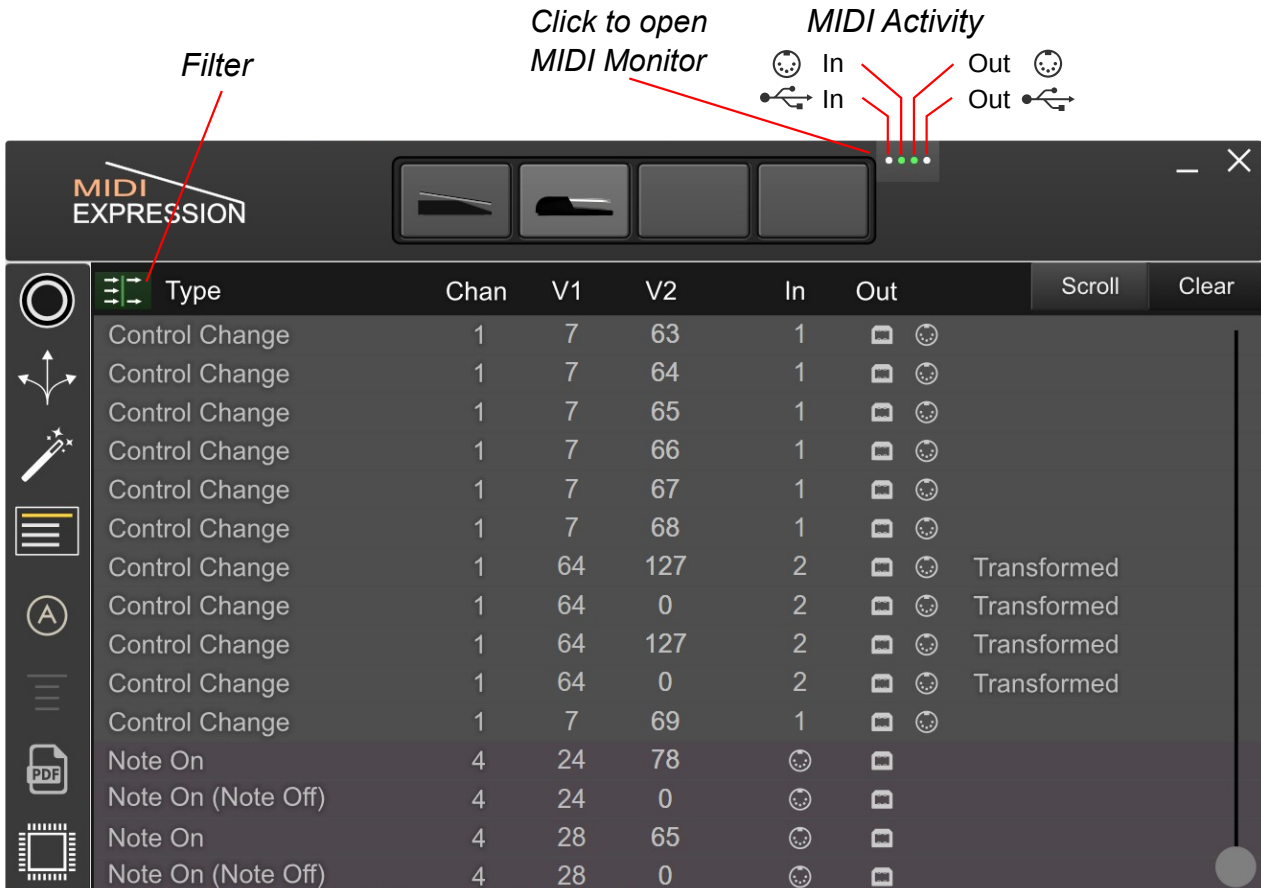 Click to open MIDI Activity
Filter MIDI Monitor In Out
In Out
MIDI
EXPRESSION
Type Chan V1 V2 In Out Scroll Clear
Control Change 1 7 63 1
Control Change 1 7 64 1
Control Change 1 7 65 1
Control Change 1 7 66 1
Control Change 1 7 67 1
Control Change 1 7 68 1
Control Change 1 64 127 2 Transformed
Control Change 1 64 0 2 Transformed
A
Control Change 1 64 127 2 Transformed
Control Change 1 64 0 2 Transformed
Control Change 1 7 69 1
Note On 4 24 78
PDF
Note On (Note Off) 4 24 0
Note On 4 28 65
Note On (Note Off) 4 28 0